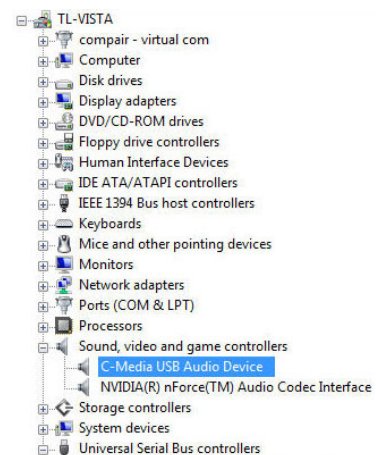 TL-VISTA
compair - virtual com
Computer
Disk drives
Display adapters
DVD/CD-ROM drives
Floppy drive controllers
Human Interface Devices
IDE ATA/ATAPI controllers
IEEE 1394 Bus host controllers
Keyboards
Mice and other pointing devices
Monitors
Network adapters
Ports (COM & LPT)
Processors
Sound, video and game controllers
C-Media USB Audio Device
NVIDIA(R) nForce(TM) Audio Codec Interface
Storage controllers
System devices
Universal Serial Bus controllers